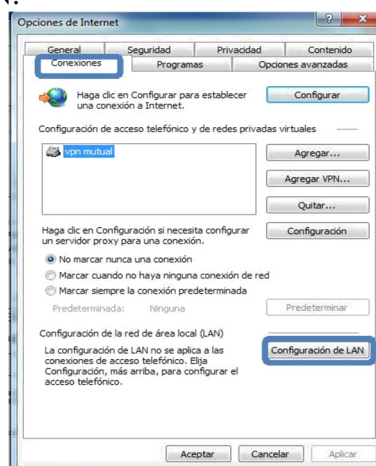 Opciones de Internet
General Seguridad Privacidad Contenido
Conexiones Programas Opciones avanzadas
Haga clic en Configurar para establecer
una conexión a Internet.
Configurar
Configuración de acceso telefónico y de redes privadas virtuales
vpn mutual
Agregar...
Agregar VPN...
Quitar...
Haga clic en Configuración si necesita configurar
un servidor proxy para una conexión.
Configuración
No marcar nunca una conexión
Marcar cuando no haya ninguna conexión de red
Marcar siempre la conexión predeterminada
Predeterminada: Ninguna Predeterminar
Configuración de la red de área local (LAN)
La configuración de LAN no se aplica a las
conexiones de acceso telefónico. Elija
Configuración, más arriba, para configurar el
acceso telefónico.
Configuración de LAN
Aceptar Cancelar Aplicar